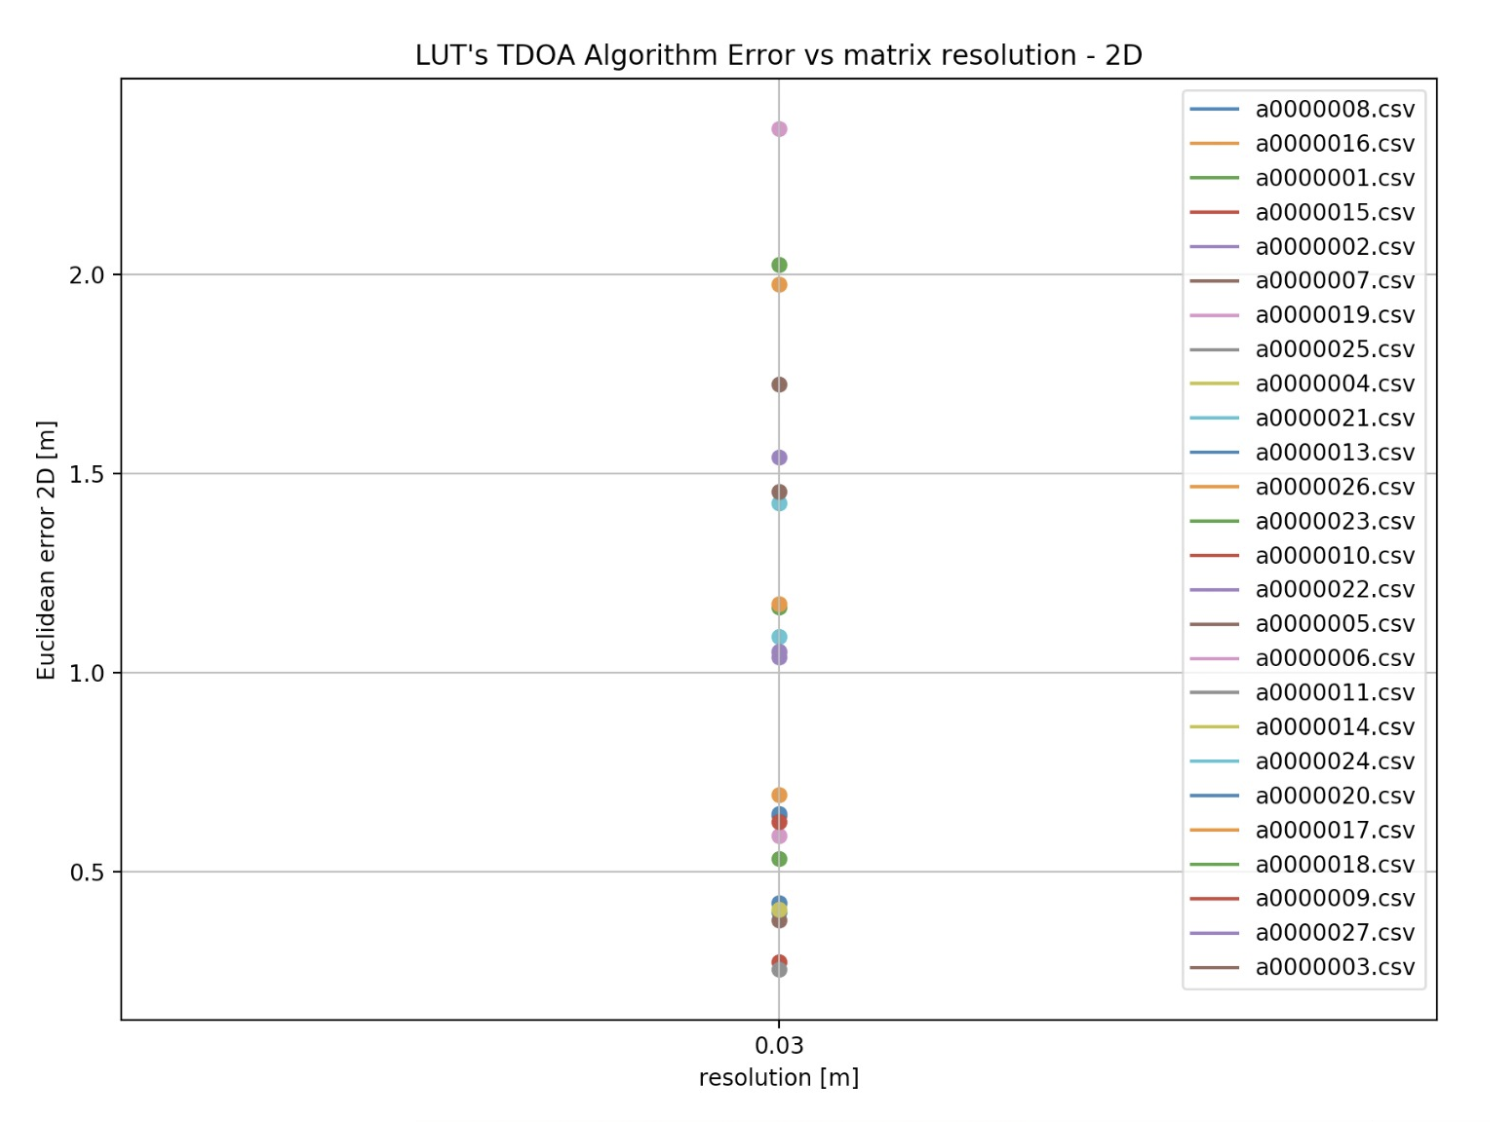 LUT's TDOA Algorithm Error vs matrix resolution - 2D
Euclidean error 2D [m]
2.0
1.5
1.0
0.5
0.03
resolution [m]
a0000008.csv
a0000016.csv
a0000001.csv
a0000015.csv
a0000002.csv
a0000007.csv
a0000019.csv
a0000025.csv
a0000004.csv
a0000021.csv
a0000013.csv
a0000026.csv
a0000023.csv
a0000010.csv
a0000022.csv
a0000005.csv
a0000006.csv
a0000011.csv
a0000014.csv
a0000024.csv
a0000020.csv
a0000017.csv
a0000018.csv
a0000009.csv
a0000027.csv
a0000003.csv